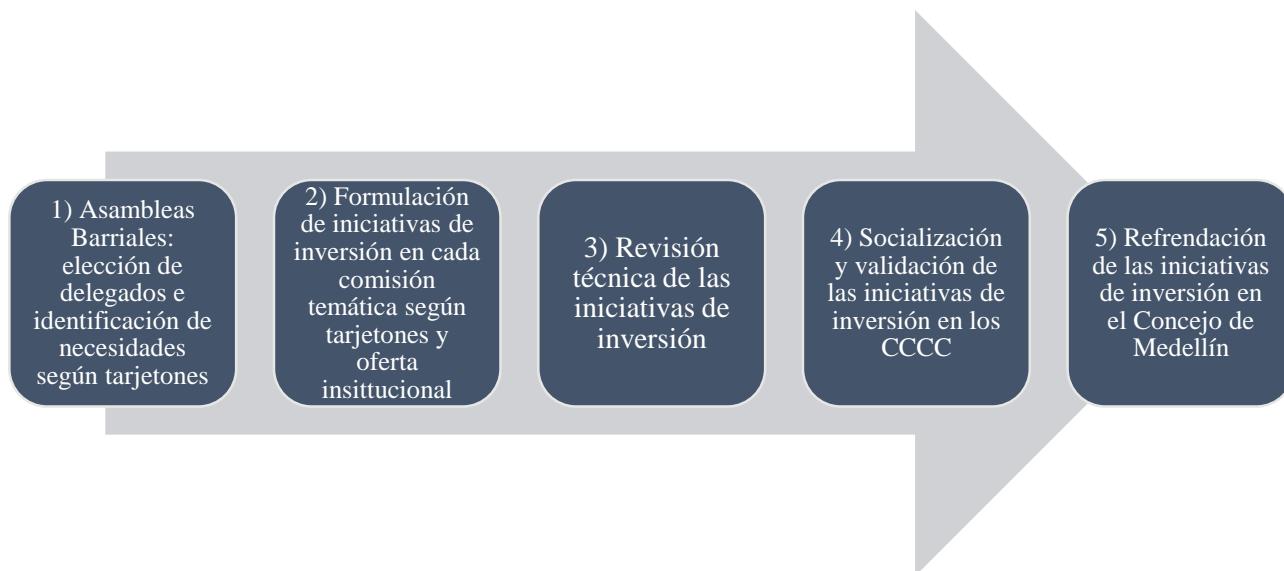 1) Asambleas
Barriales:
elección de
delegados e
identificación de
necesidades
según tarjetones
2) Formulación
de iniciativas de
inversión en cada
comisión
temática según
tarjetones y
oferta
insittucional
3) Revisión
técnica de las
iniciativas de
inversión
4) Socialización
y validación de
las iniciativas de
inversión en los
CCCC
5) Refrendación
de las iniciativas
de inversión en
el Concejo de
Medellín